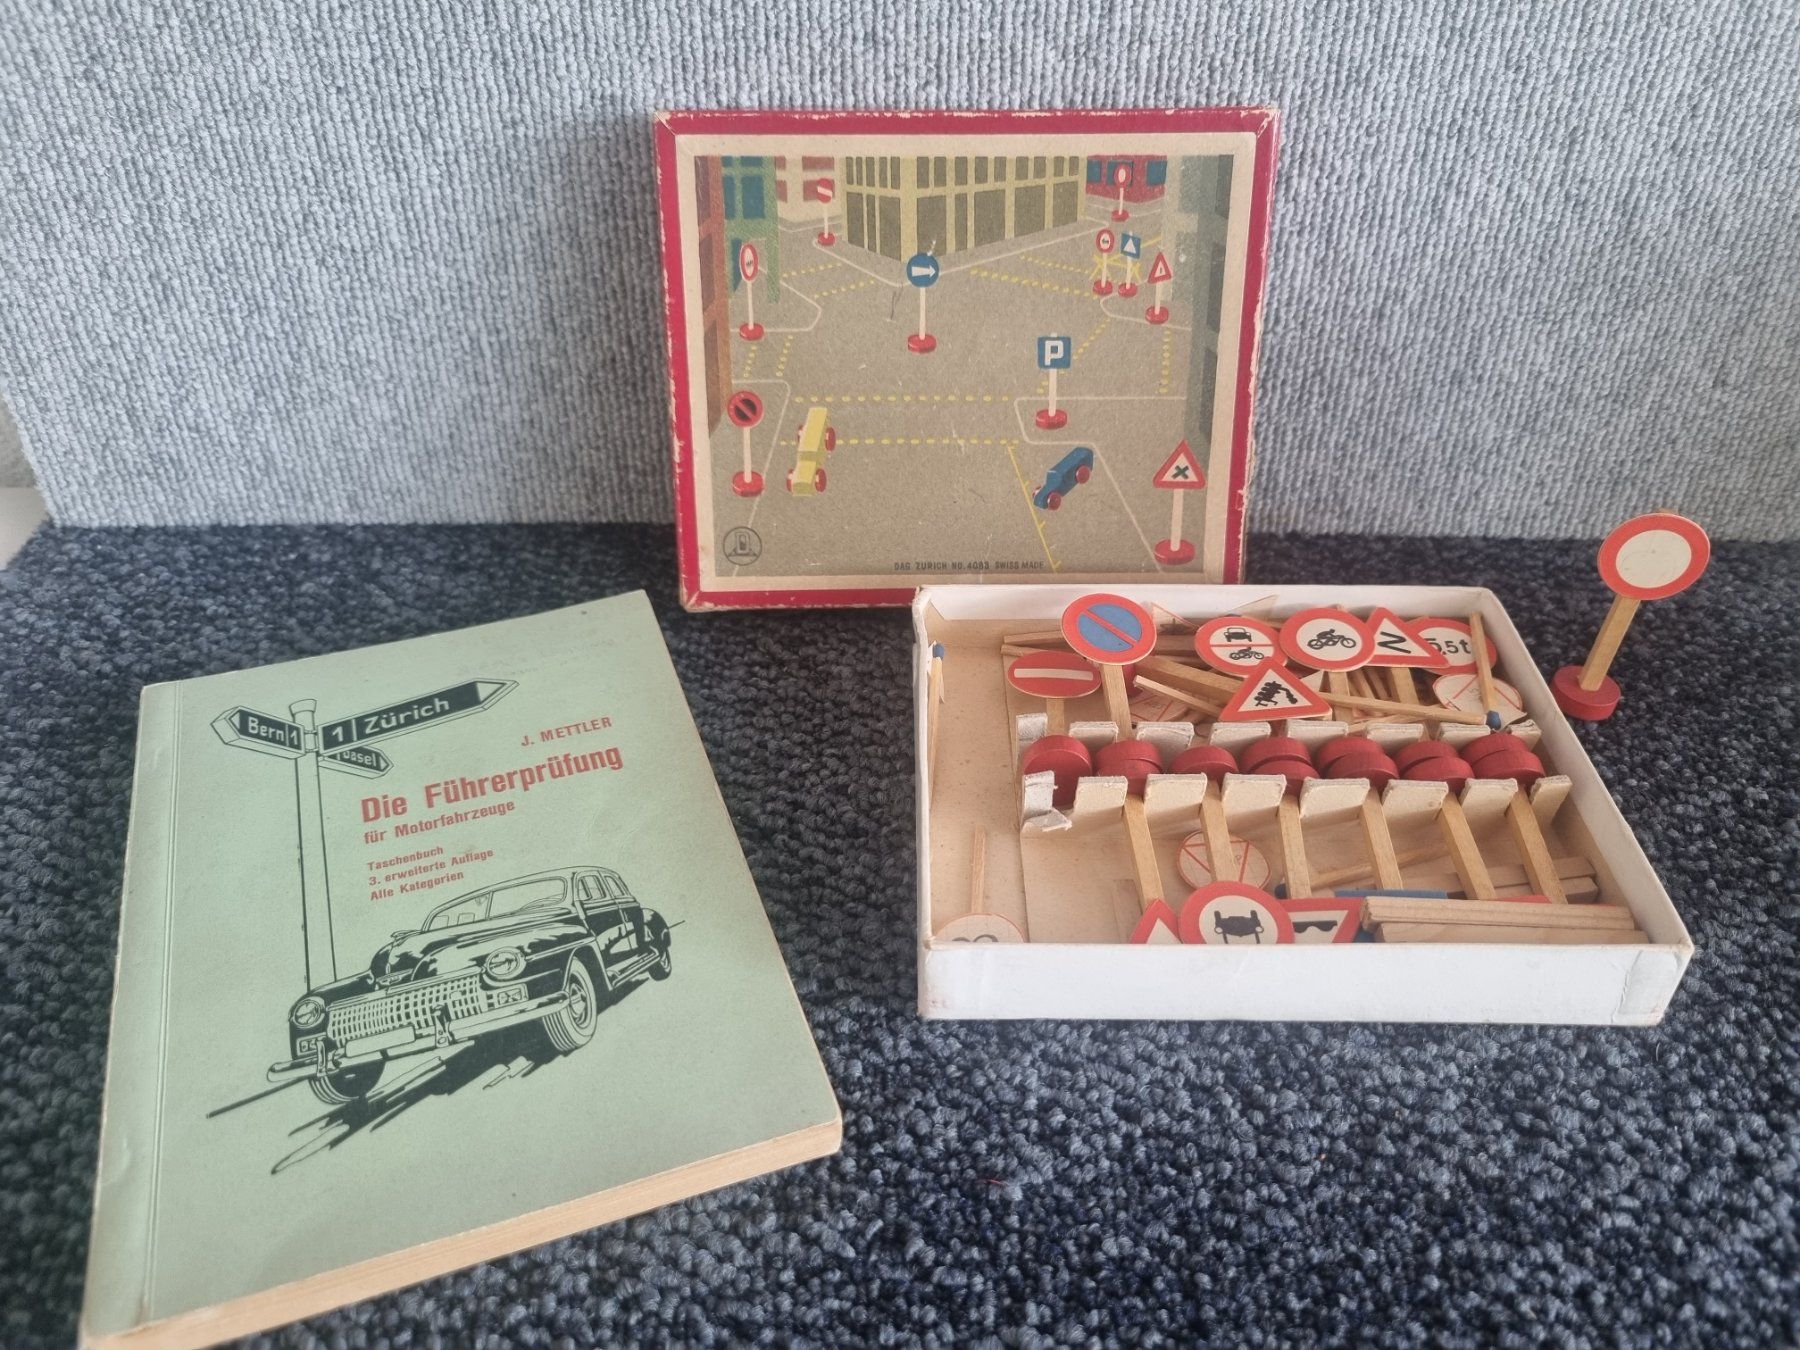 Bern 1
1 Zürich
Basel
J. METTLER
Die Führerprüfung
für Motorfahrzeuge
Taschenbuch
3. erweiterte Auflage
Alle Kategorien
P
DAG ZÜRICH NO. 4083 SWISS MADE
5,5t